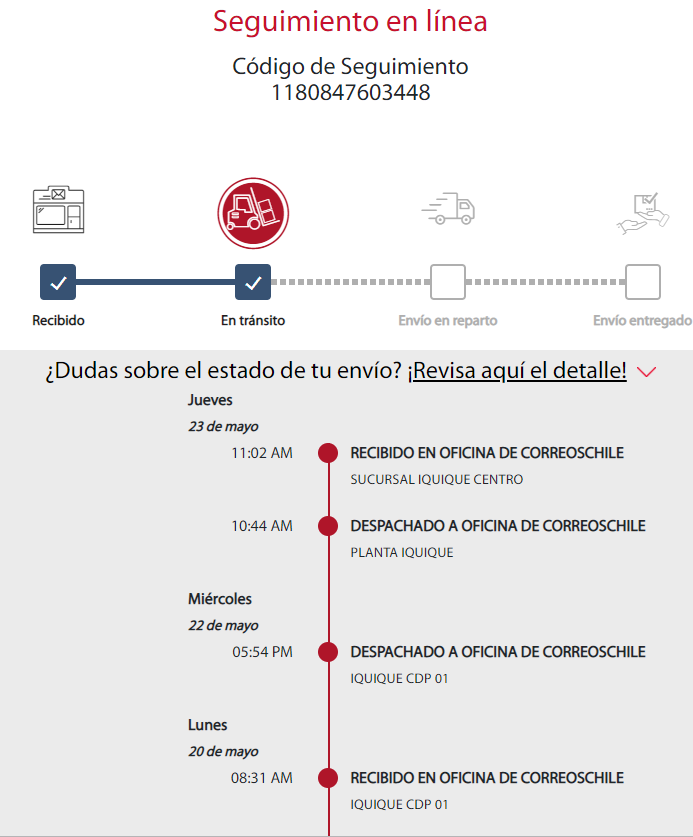 Seguimiento en línea
Código de Seguimiento
1180847603448
Recibido
En tránsito
Envío en reparto
Envío entregado
¿Dudas sobre el estado de tu envío? ¡Revisa aquí el detalle!
Jueves
23 de mayo
11:02 AM RECIBIDO EN OFICINA DE CORREOSCHILE
SUCURSAL IQUIQUE CENTRO
10:44 AM DESPACHADO A OFICINA DE CORREOSCHILE
PLANTA IQUIQUE
Miércoles
22 de mayo
05:54 PM DESPACHADO A OFICINA DE CORREOSCHILE
IQUIQUE CDP 01
Lunes
20 de mayo
08:31 AM RECIBIDO EN OFICINA DE CORREOSCHILE
IQUIQUE CDP 01